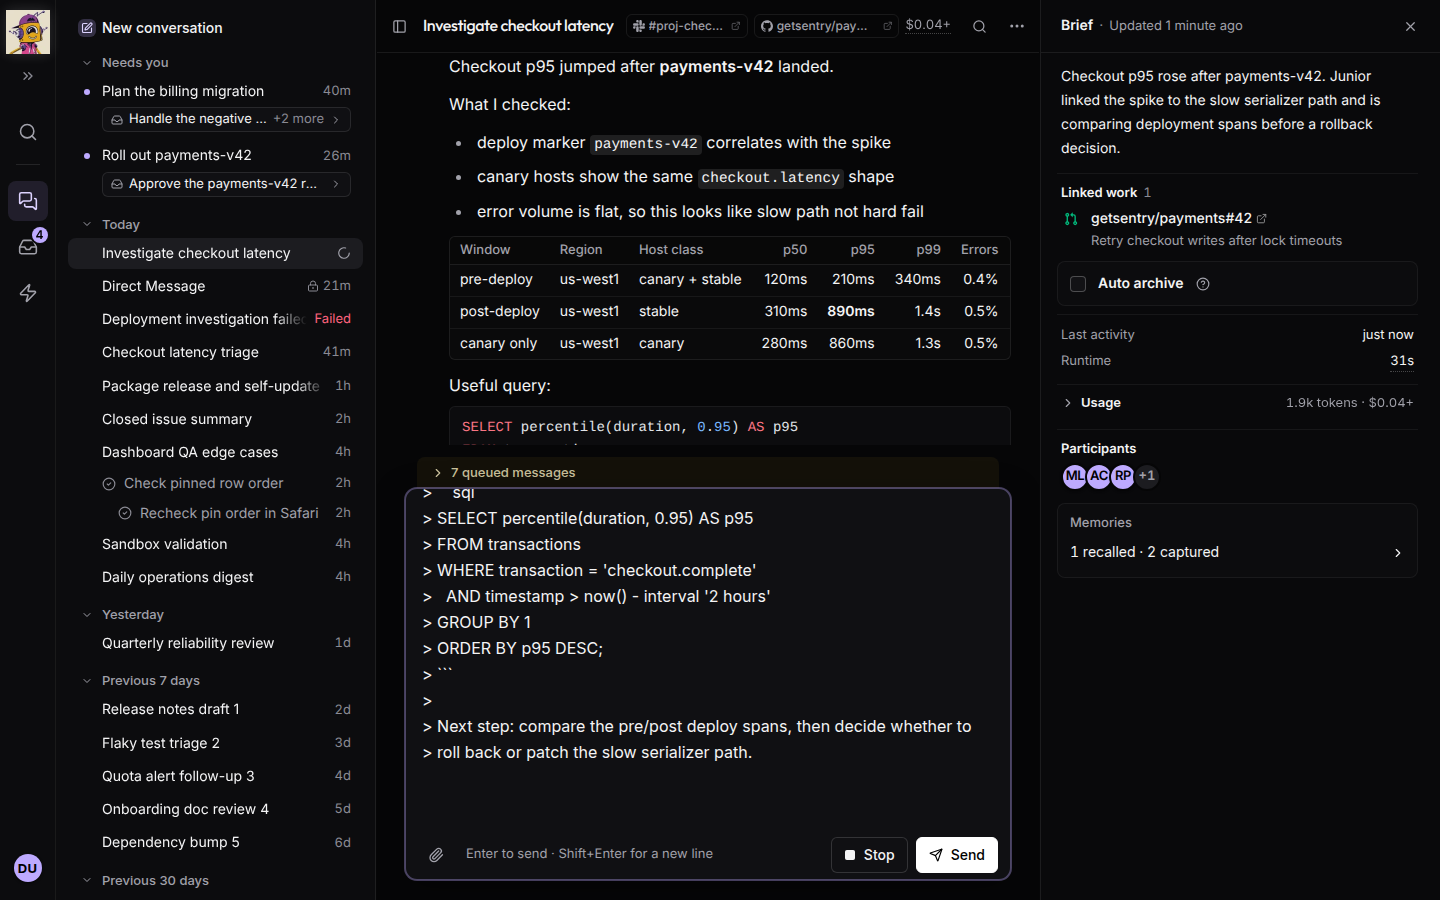 New conversation
Needs you
Plan the billing migration 40m
Handle the negative ... +2 more
Roll out payments-v42 26m
Approve the payments-v42 r...
Today
Investigate checkout latency
Direct Message 21m
Deployment investigation failed Failed
Checkout latency triage 41m
Package release and self-update 1h
Closed issue summary 2h
Dashboard QA edge cases 4h
Check pinned row order 2h
Recheck pin order in Safari 2h
Sandbox validation 4h
Daily operations digest 4h
Yesterday
Quarterly reliability review 1d
Previous 7 days
Release notes draft 1 2d
Flaky test triage 2 3d
Quota alert follow-up 3 4d
Onboarding doc review 4 5d
Dependency bump 5 6d
Previous 30 days
4
DU
Investigate checkout latency #proj-chec... getsentry/pay... $0.04+
Checkout p95 jumped after payments-v42 landed.
What I checked:
• deploy marker payments-v42 correlates with the spike
• canary hosts show the same checkout.latency shape
• error volume is flat, so this looks like slow path not hard fail
Window Region Host class p50 p95 p99 Errors
pre-deploy us-west1 canary + stable 120ms 210ms 340ms 0.4%
post-deploy us-west1 stable 310ms 890ms 1.4s 0.5%
canary only us-west1 canary 280ms 860ms 1.3s 0.5%
Useful query:
SELECT percentile(duration, 0.95) AS p95
7 queued messages
> sql
> SELECT percentile(duration, 0.95) AS p95
> FROM transactions
> WHERE transaction = 'checkout.complete'
>   AND timestamp > now() - interval '2 hours'
> GROUP BY 1
> ORDER BY p95 DESC;
> ```
>
> Next step: compare the pre/post deploy spans, then decide whether to
> roll back or patch the slow serializer path.
Enter to send · Shift+Enter for a new line Stop Send
Brief · Updated 1 minute ago
Checkout p95 rose after payments-v42. Junior
linked the spike to the slow serializer path and is
comparing deployment spans before a rollback
decision.
Linked work 1
getsentry/payments#42
Retry checkout writes after lock timeouts
Auto archive
Last activity just now
Runtime 31s
Usage 1.9k tokens · $0.04+
Participants
ML AC RP +1
Memories
1 recalled · 2 captured